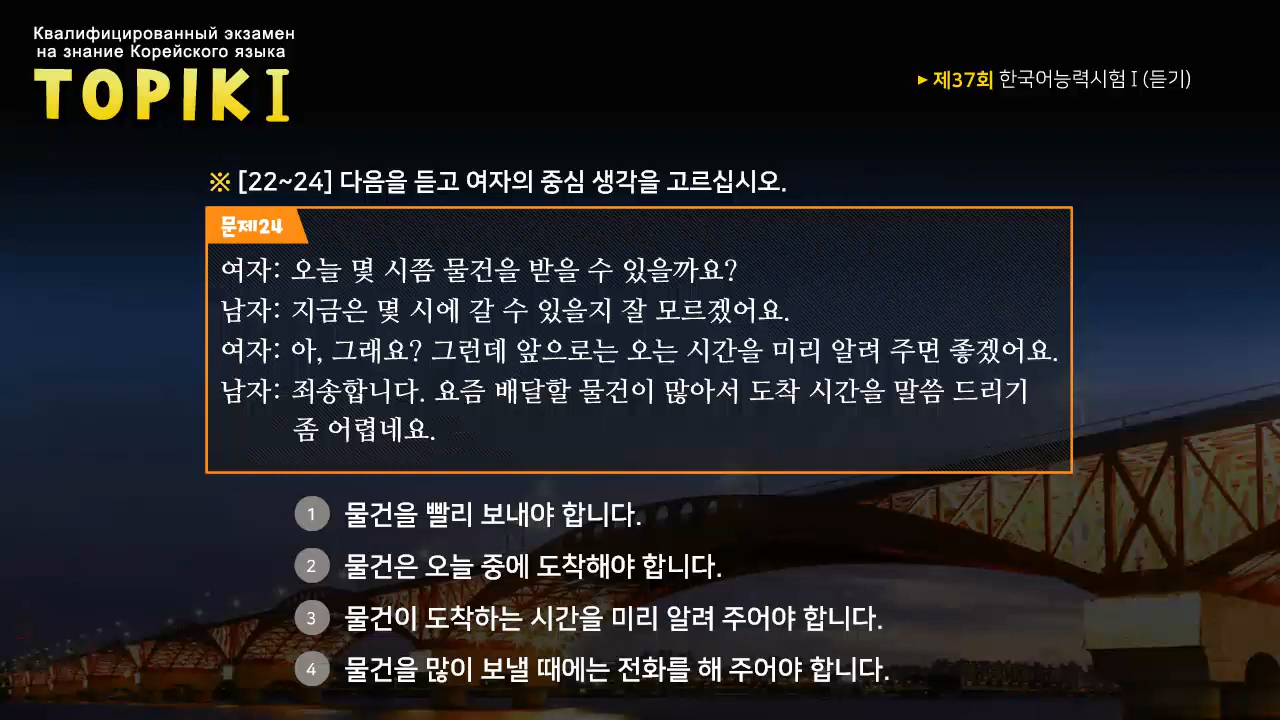 Квалифицированный экзамен
на знание Корейского языка
TOPIK I
▶ 제37회 한국어능력시험 I (듣기)
※ [22~24] 다음을 듣고 여자의 중심 생각을 고르십시오.
문제24
여자: 오늘 몇 시쯤 물건을 받을 수 있을까요?
남자: 지금은 몇 시에 갈 수 있을지 잘 모르겠어요.
여자: 아, 그래요? 그런데 앞으로는 오는 시간을 미리 알려 주면 좋겠어요.
남자: 죄송합니다. 요즘 배달할 물건이 많아서 도착 시간을 말씀 드리기
좀 어렵네요.
1 물건을 빨리 보내야 합니다.
2 물건은 오늘 중에 도착해야 합니다.
3 물건이 도착하는 시간을 미리 알려 주어야 합니다.
4 물건을 많이 보낼 때에는 전화를 해 주어야 합니다.